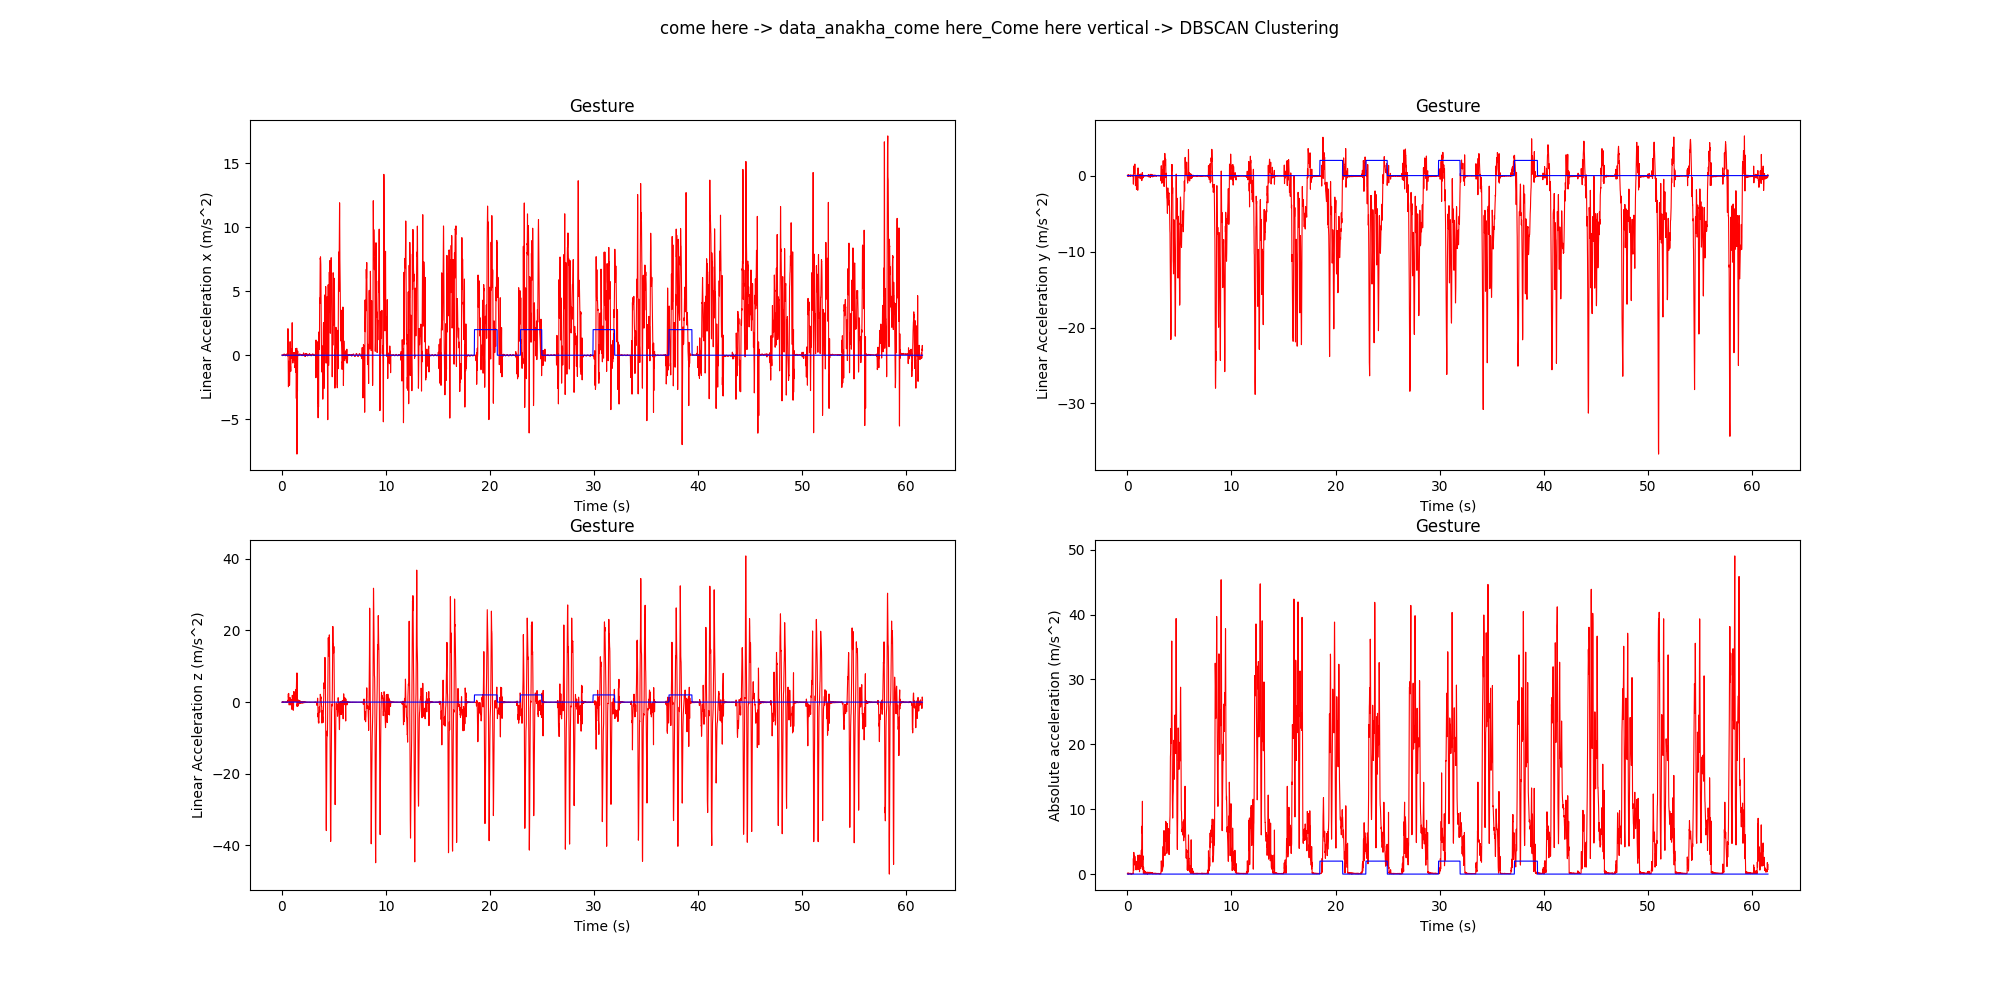 come here -> data_anakha_come here_Come here vertical -> DBSCAN Clustering
Gesture
Linear Acceleration x (m/s^2)
15
10
5
0
−5
0 10 20 30 40 50 60
Time (s)
Gesture
Linear Acceleration y (m/s^2)
0
−10
−20
−30
0 10 20 30 40 50 60
Time (s)
Gesture
Linear Acceleration z (m/s^2)
40
20
0
−20
−40
0 10 20 30 40 50 60
Time (s)
Gesture
Absolute acceleration (m/s^2)
50
40
30
20
10
0
0 10 20 30 40 50 60
Time (s)